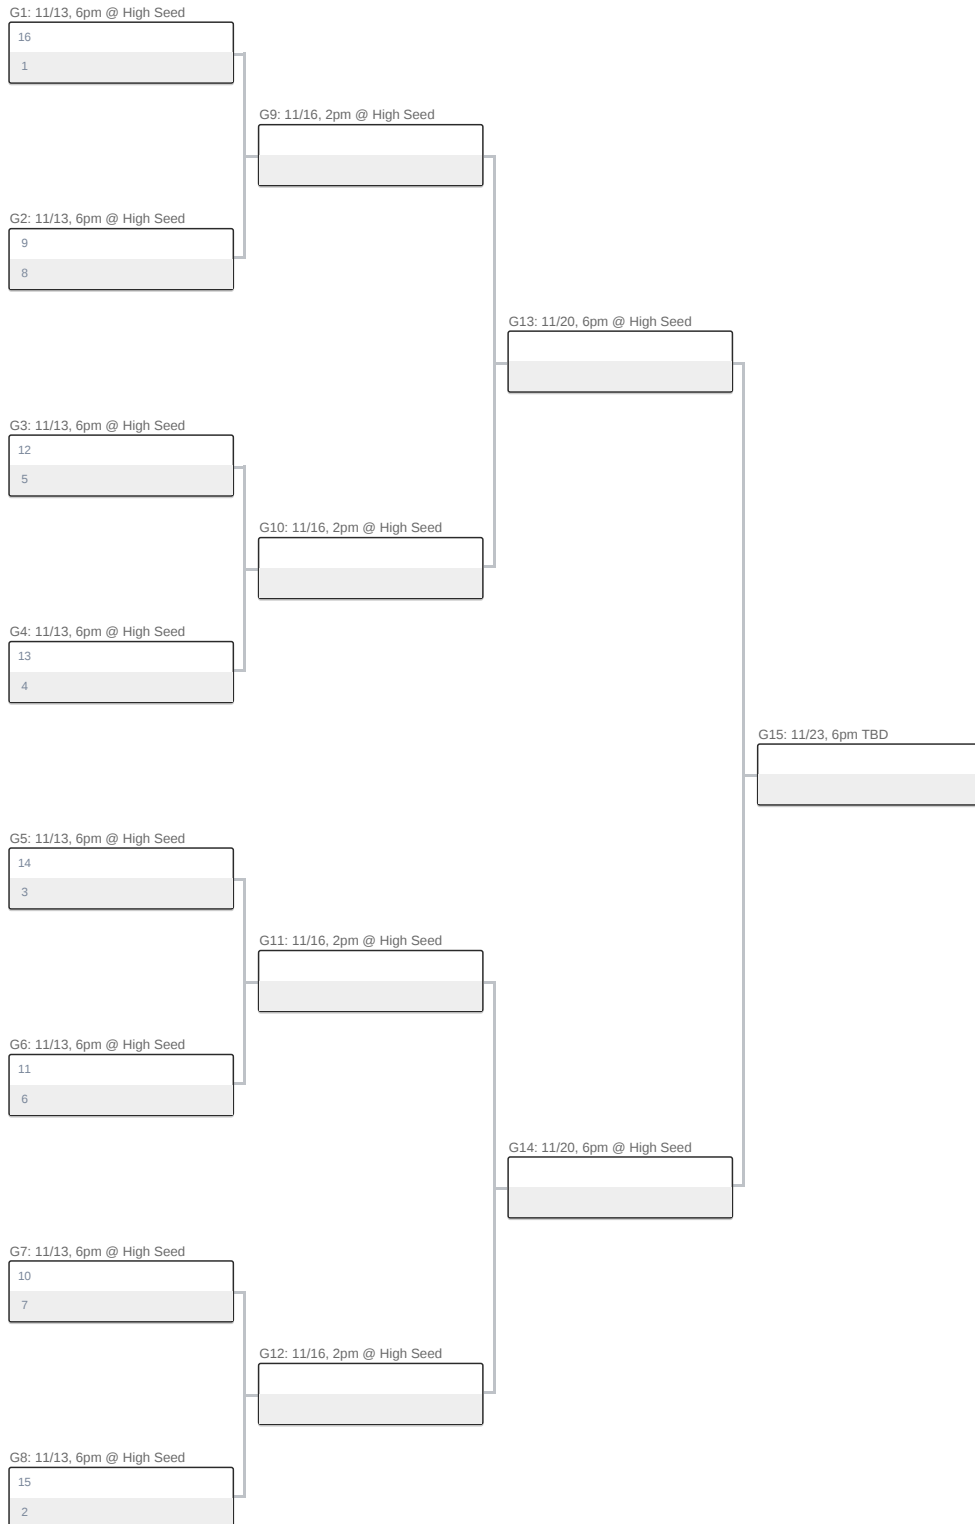 G1: 11/13, 6pm @ High Seed
16
1
G9: 11/16, 2pm @ High Seed
G2: 11/13, 6pm @ High Seed
9
8
G13: 11/20, 6pm @ High Seed
G3: 11/13, 6pm @ High Seed
12
5
G10: 11/16, 2pm @ High Seed
G4: 11/13, 6pm @ High Seed
13
4
G15: 11/23, 6pm TBD
G5: 11/13, 6pm @ High Seed
14
3
G11: 11/16, 2pm @ High Seed
G6: 11/13, 6pm @ High Seed
11
6
G14: 11/20, 6pm @ High Seed
G7: 11/13, 6pm @ High Seed
10
7
G12: 11/16, 2pm @ High Seed
G8: 11/13, 6pm @ High Seed
15
2